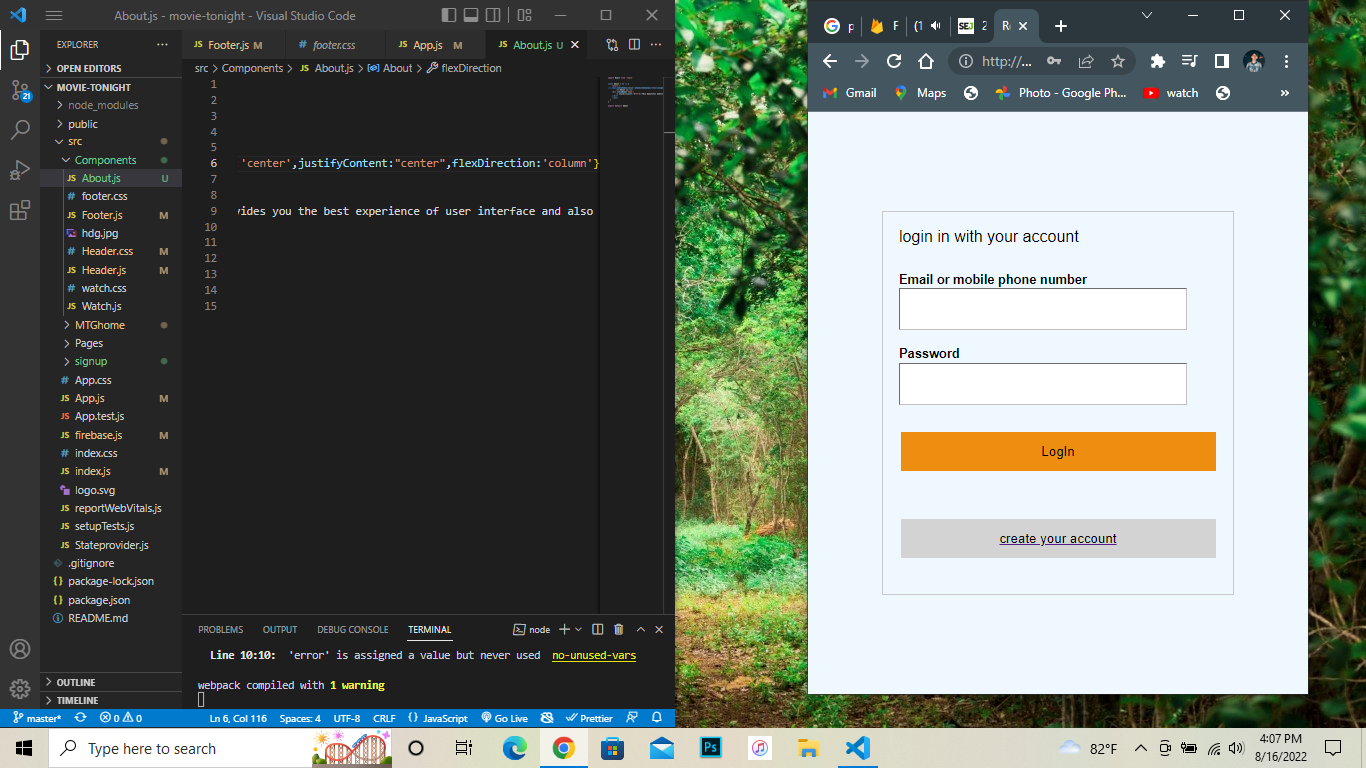 About.js - movie-tonight - Visual Studio Code
EXPLORER
OPEN EDITORS
MOVIE-TONIGHT
node_modules
public
src
Components
About.js U
footer.css
Footer.js M
hdg.jpg
Header.css M
Header.js M
watch.css
Watch.js
MTGhome
Pages
signup
App.css
App.js M
App.test.js
firebase.js M
index.css
index.js M
logo.svg
reportWebVitals.js
setupTests.js
Stateprovider.js
.gitignore
package-lock.json
package.json
README.md
OUTLINE
TIMELINE
21
Footer.js M footer.css App.js M About.js U
src > Components > About.js > About > flexDirection
1
2
3
4
5
6 'center',justifyContent:"center",flexDirection:'column'}
7
8
9 vides you the best experience of user interface and also
10
11
12
13
14
15
PROBLEMS OUTPUT DEBUG CONSOLE TERMINAL node
Line 10:10: 'error' is assigned a value but never used no-unused-vars
webpack compiled with 1 warning
master* 0 0 Ln 6, Col 116 Spaces: 4 UTF-8 CRLF {} JavaScript Go Live Prettier
G p F (1 SEJ 2 R
http://...
Gmail Maps Photo - Google Ph... watch »
login in with your account
Email or mobile phone number
Password
LogIn
create your account
Type here to search
Ps
82°F
4:07 PM
8/16/2022